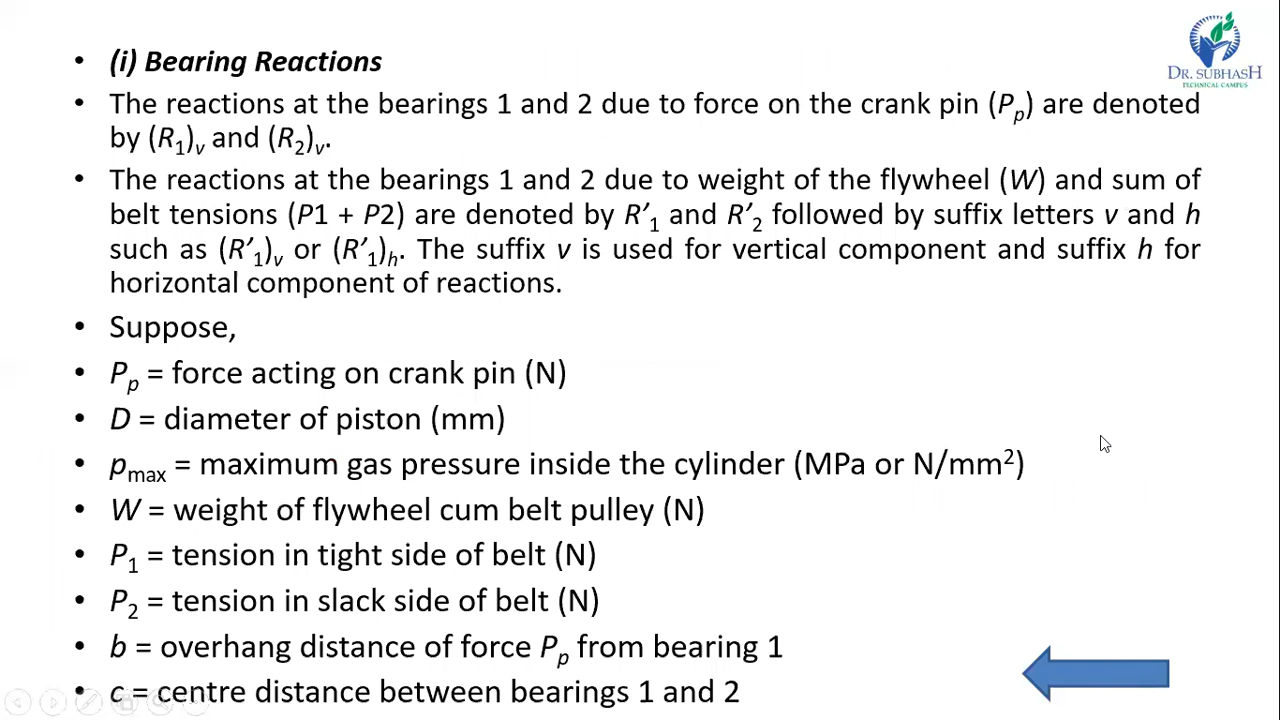 DR. SUBHASH
TECHNICAL CAMPUS
• (i) Bearing Reactions
• The reactions at the bearings 1 and 2 due to force on the crank pin (Pp) are denoted
by (R1)v and (R2)v.
• The reactions at the bearings 1 and 2 due to weight of the flywheel (W) and sum of
belt tensions (P1 + P2) are denoted by R′1 and R′2 followed by suffix letters v and h
such as (R′1)v or (R′1)h. The suffix v is used for vertical component and suffix h for
horizontal component of reactions.
• Suppose,
• Pp = force acting on crank pin (N)
• D = diameter of piston (mm)
• pmax = maximum gas pressure inside the cylinder (MPa or N/mm²)
• W = weight of flywheel cum belt pulley (N)
• P1 = tension in tight side of belt (N)
• P2 = tension in slack side of belt (N)
• b = overhang distance of force Pp from bearing 1
• c = centre distance between bearings 1 and 2